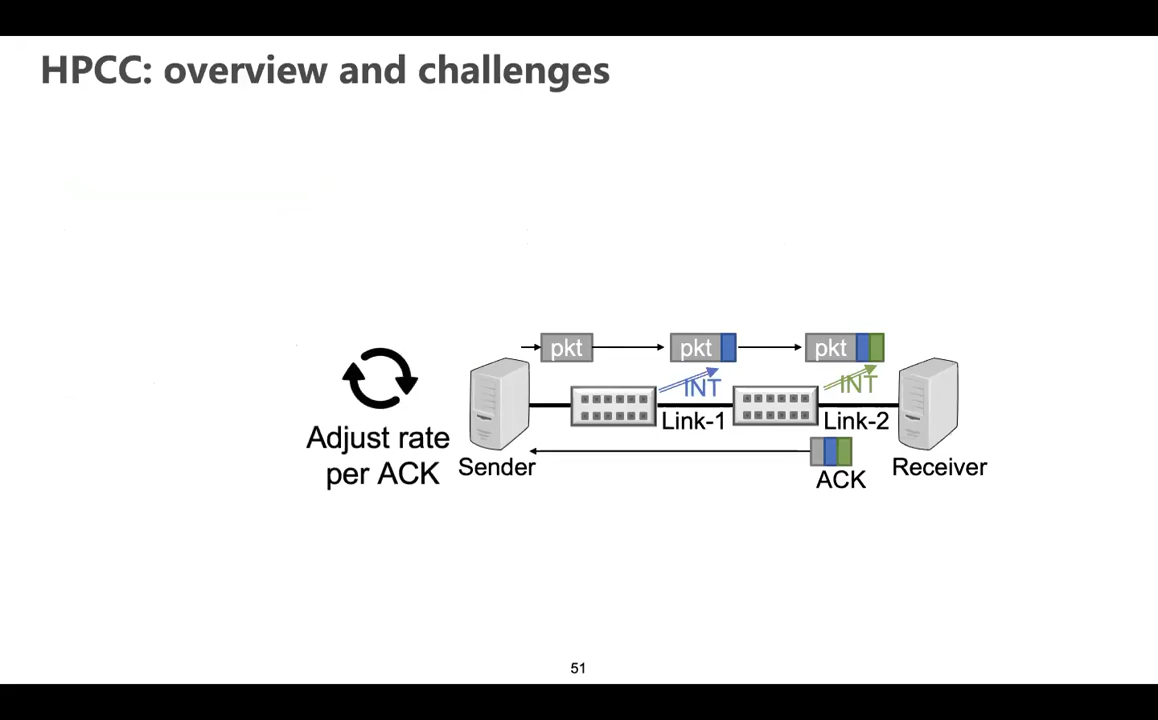 HPCC: overview and challenges
pkt
pkt
pkt
INT
INT
Link-1
Link-2
Adjust rate
per ACK
Sender
Receiver
ACK
51